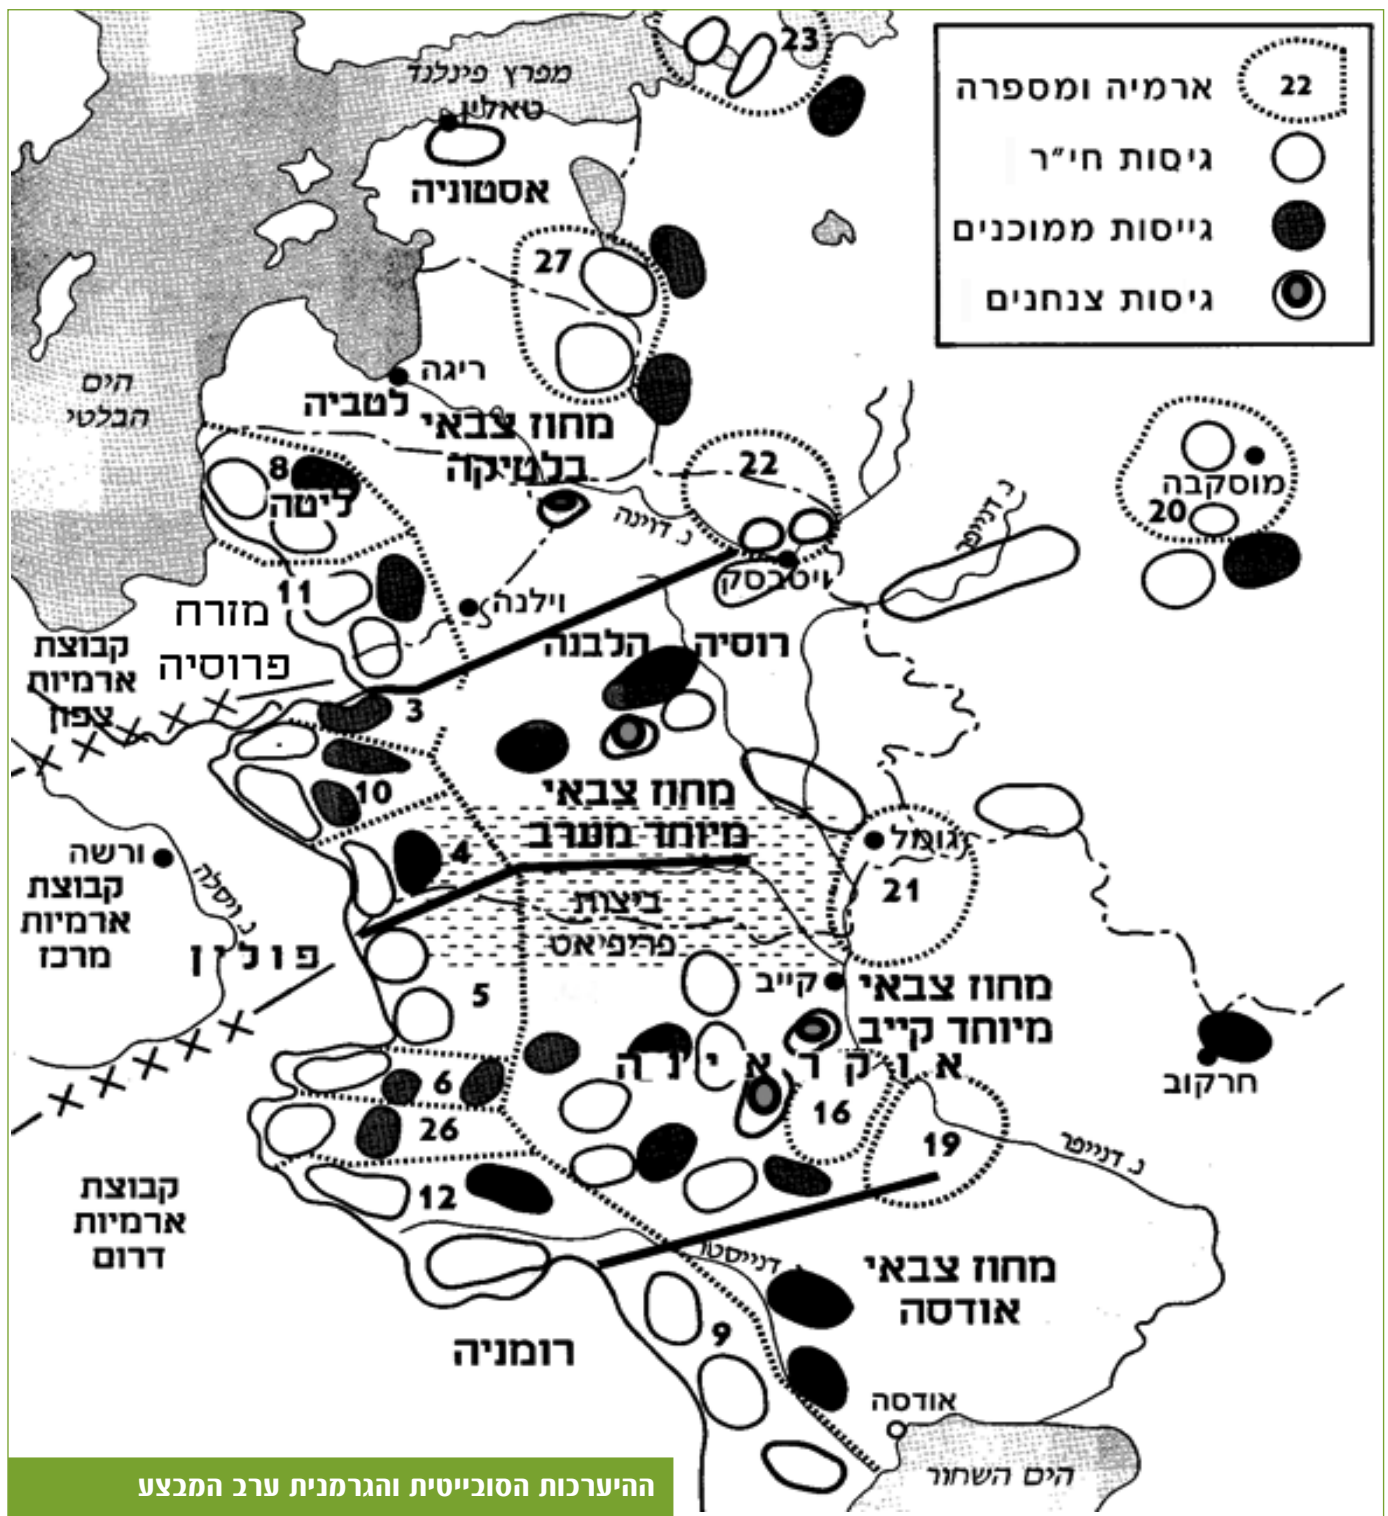 ארמיה ומספרה
22
גיסות חי״ר
גייסות ממוכנים
גיסות צנחנים
23
מפרץ פינלנד
טאלין
אסטוניה
27
הים
הבלטי
ריגה
לטביה
מחוז צבאי
בלטיקה
8
ליטה
22
נ. דוינה
ויטבסק
נ. דנייפר
מוסקבה
20
11
וילנה
מזרח
פרוסיה
קבוצת
ארמיות
צפון
רוסיה הלבנה
3
10
מחוז צבאי
מיוחד מערב
4
ורשה
נ. ויסלה
קבוצת
ארמיות
מרכז
פולין
ביצות
פריפיאט
גומל
21
5
קייב
מחוז צבאי
מיוחד קייב
אוקראינה
חרקוב
6
26
16
19
נ. דנייפר
12
קבוצת
ארמיות
דרום
דנייסטר
מחוז צבאי
אודסה
רומניה
9
אודסה
הים השחור
ההיערכות הסובייטית והגרמנית ערב המבצע